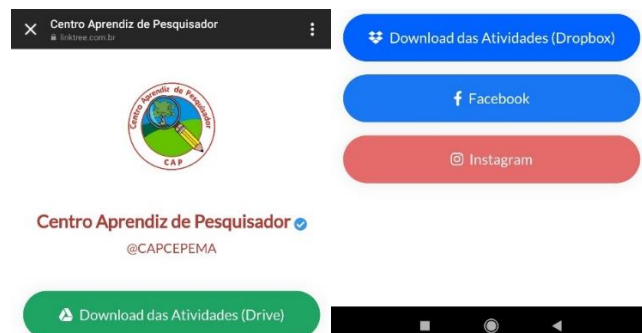 Centro Aprendiz de Pesquisador
linktree.com.br
Centro Aprendiz de Pesquisador
CAP
Centro Aprendiz de Pesquisador
@CAPCEPEMA
Download das Atividades (Drive)
Download das Atividades (Dropbox)
Facebook
Instagram